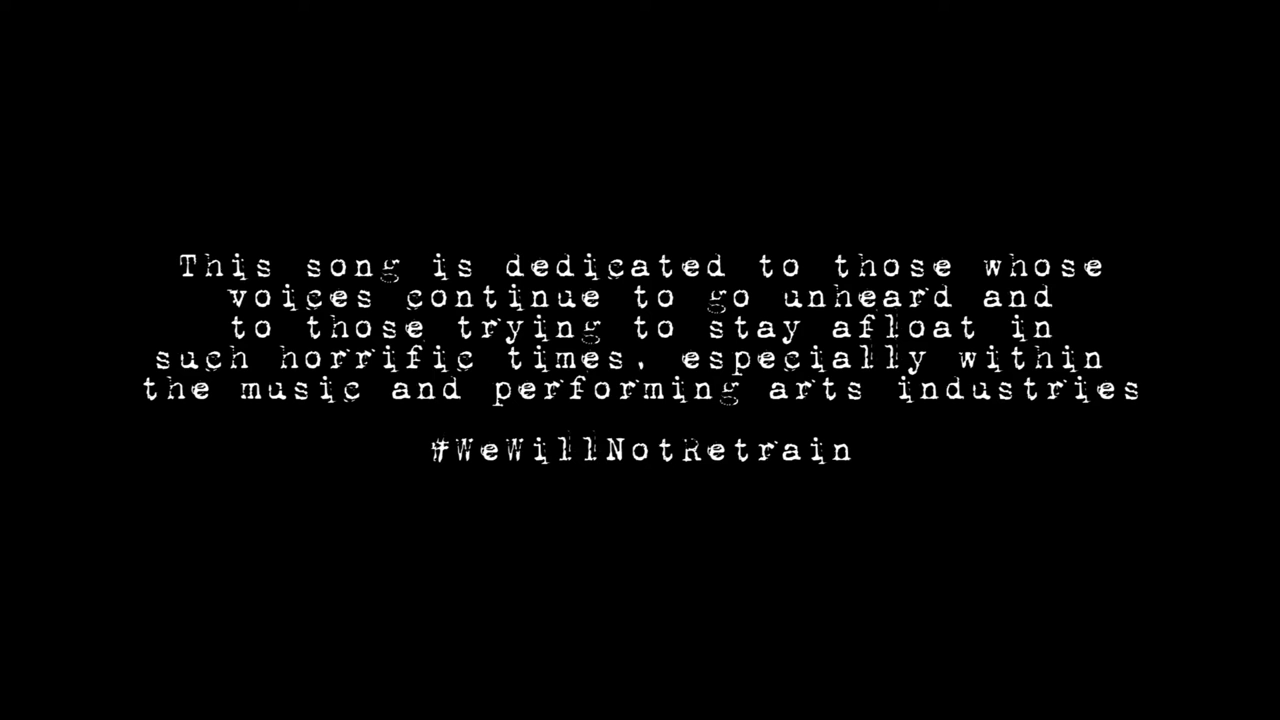 This song is dedicated to those whose
voices continue to go unheard and
to those trying to stay afloat in
such horrific times, especially within
the music and performing arts industries
#WeWillNotRetrain